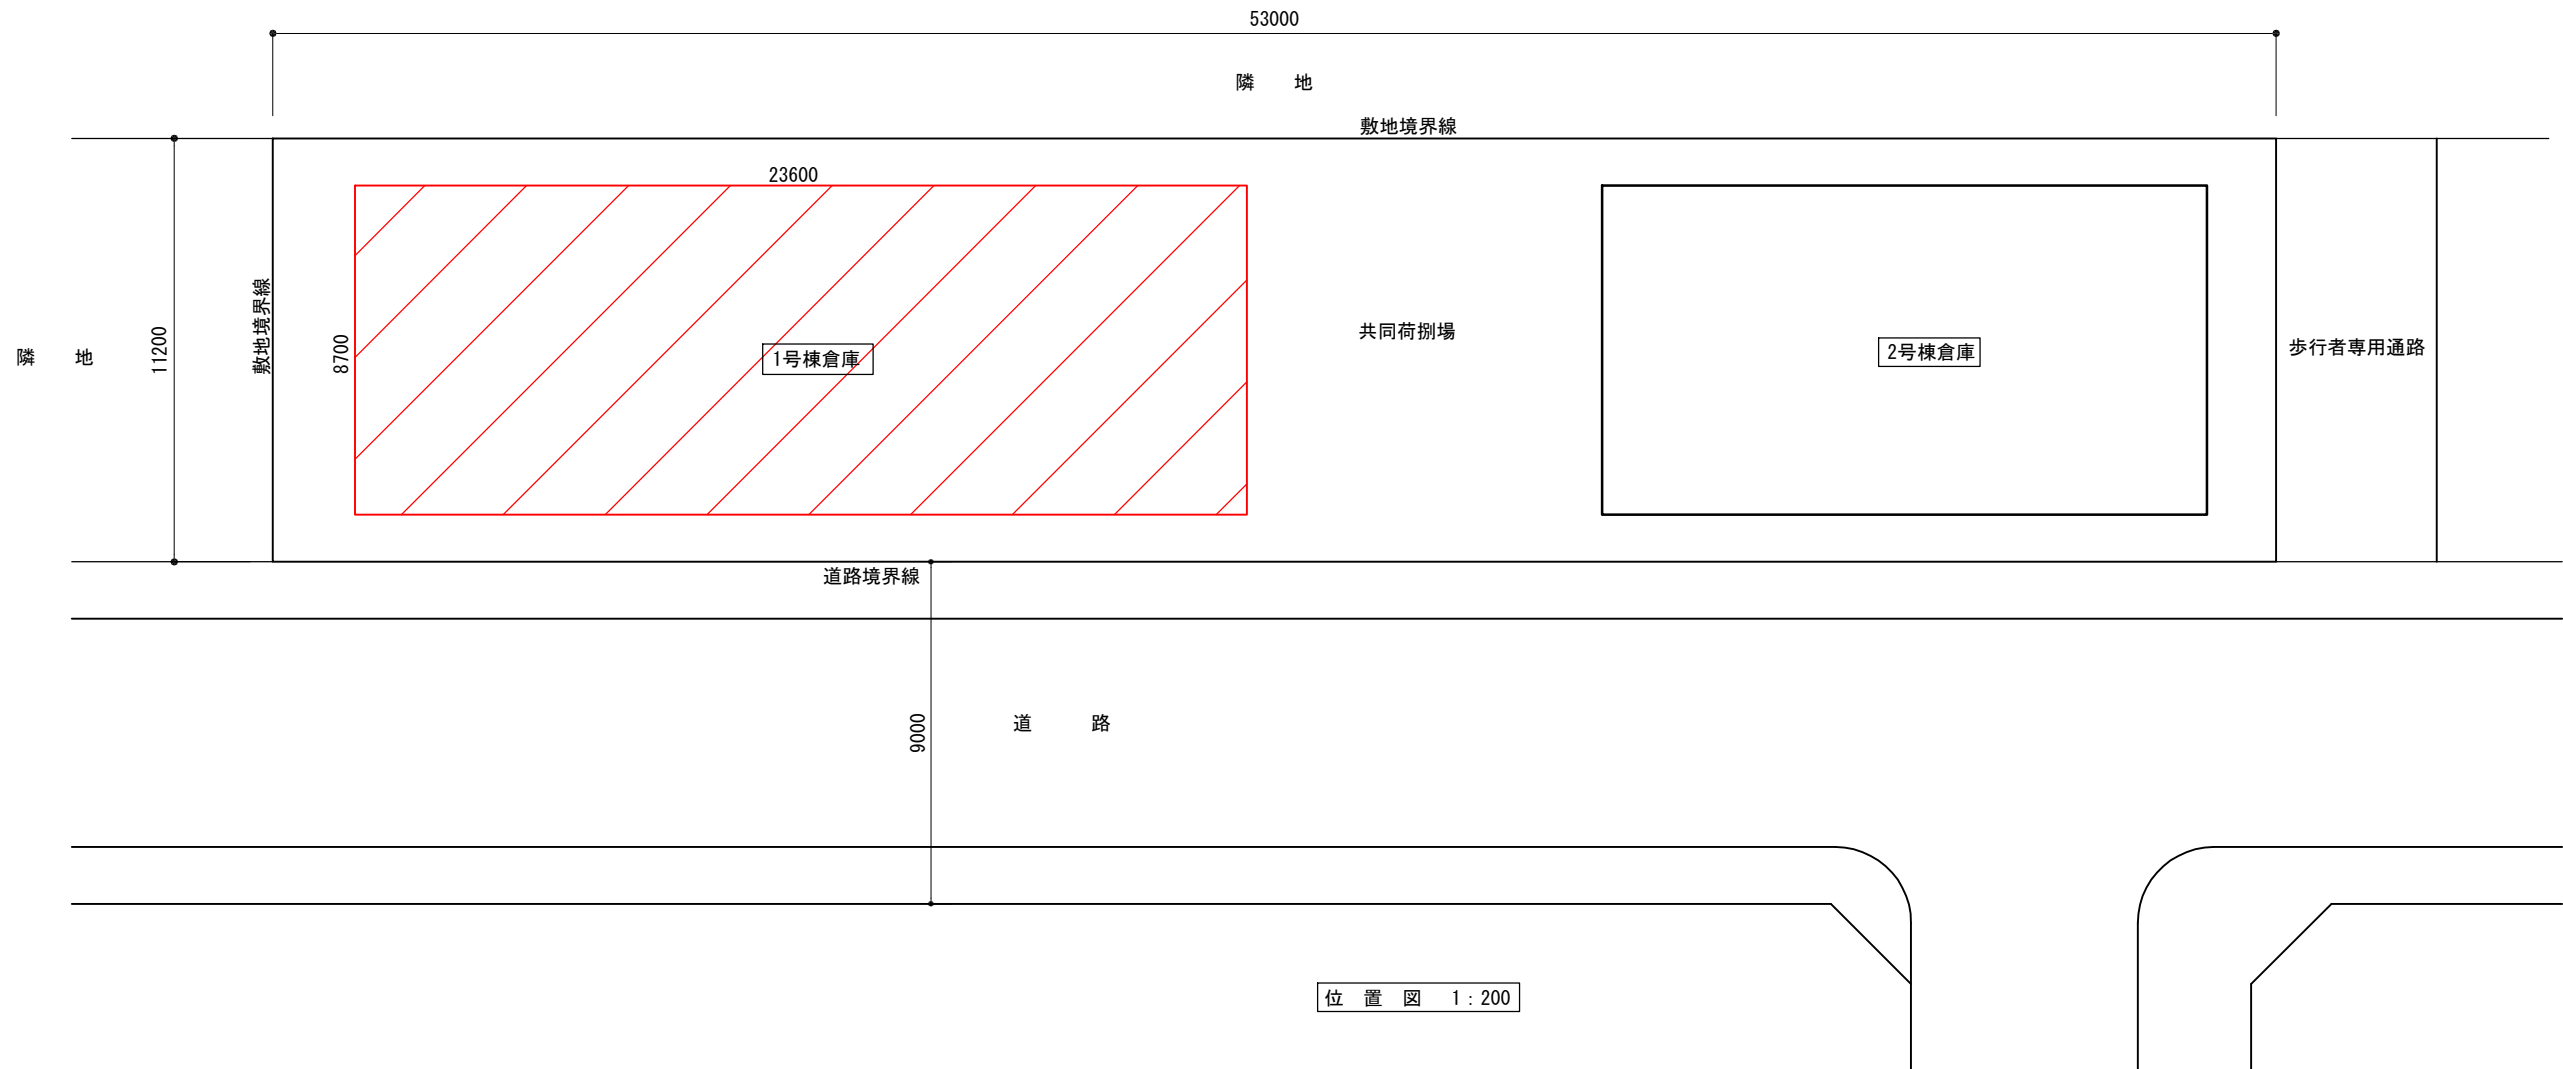 53000
隣 地
敷地境界線
23600
敷地境界線
8700
11200
隣 地
1号棟倉庫
共同荷捌場
2号棟倉庫
歩行者専用通路
道路境界線
9000
道 路
位 置 図 1:200